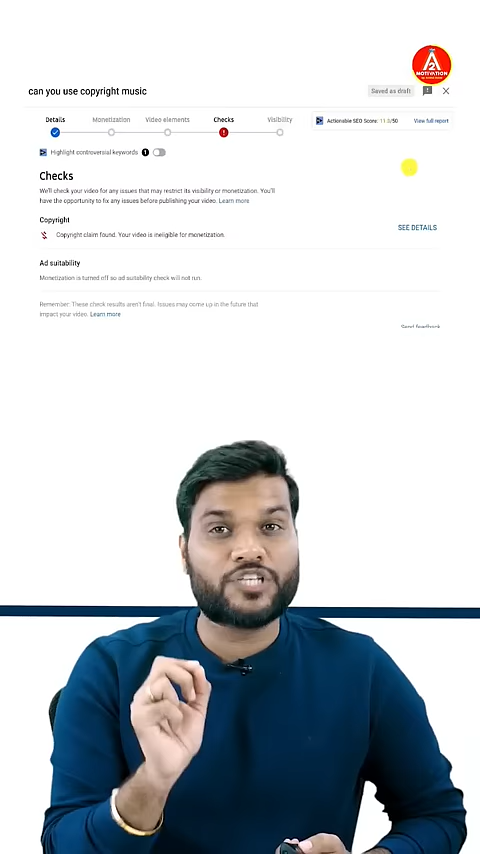 A2
MOTIVATION
can you use copyright music
Saved as draft
Details
Monetization
Video elements
Checks
Visibility
Actionable SEO Score: 11.3/50
View full report
Highlight controversial keywords
Checks
We'll check your video for any issues that may restrict its visibility or monetization. You'll
have the opportunity to fix any issues before publishing your video. Learn more
Copyright
Copyright claim found. Your video is ineligible for monetization.
SEE DETAILS
Ad suitability
Monetization is turned off so ad suitability check will not run.
Remember: These check results aren't final. Issues may come up in the future that
impact your video. Learn more
Send feedback